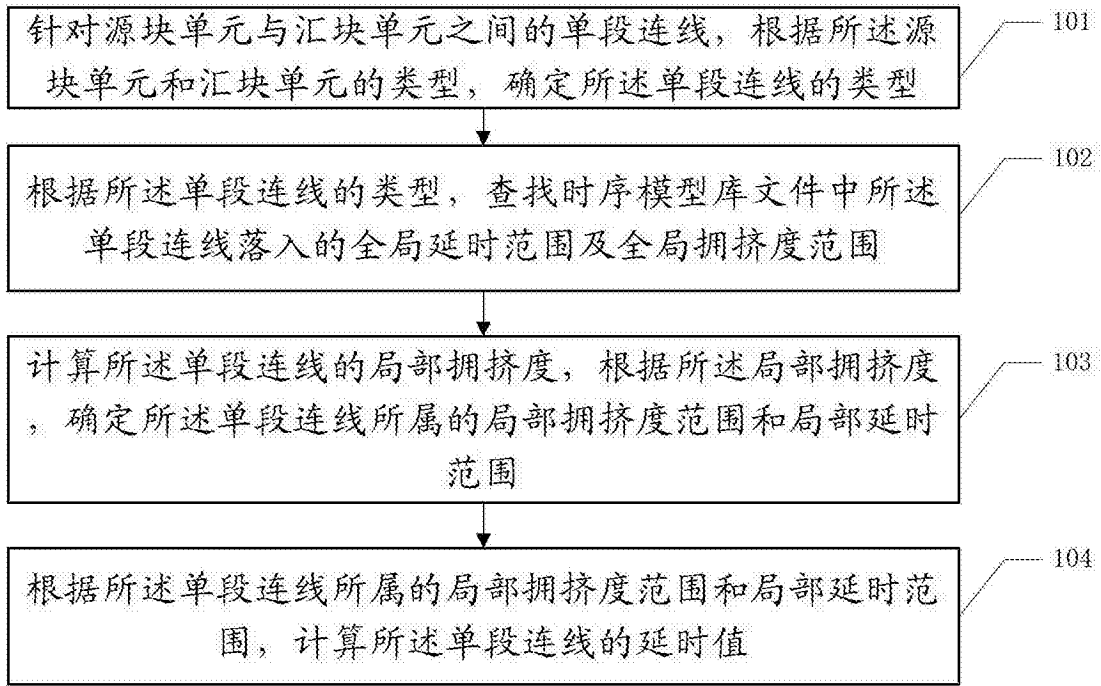 针对源块单元与汇块单元之间的单段连线，根据所述源
块单元和汇块单元的类型，确定所述单段连线的类型
101
根据所述单段连线的类型，查找时序模型库文件中所述
单段连线落入的全局延时范围及全局拥挤度范围
102
计算所述单段连线的局部拥挤度，根据所述局部拥挤度
，确定所述单段连线所属的局部拥挤度范围和局部延时
范围
103
根据所述单段连线所属的局部拥挤度范围和局部延时范
围，计算所述单段连线的延时值
104